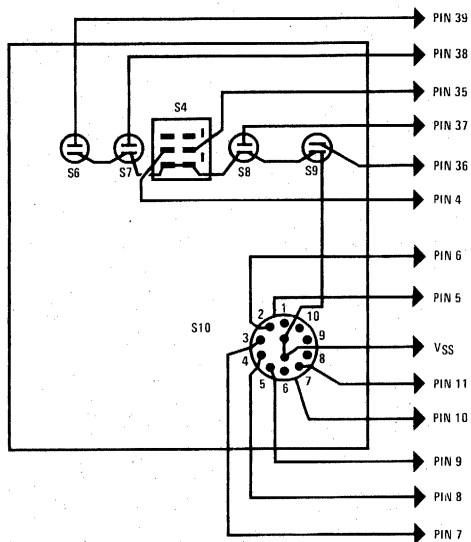 PIN 39
PIN 38
S4
PIN 35
PIN 37
S6
S7
S8
S9
PIN 36
PIN 4
PIN 6
PIN 5
S10
1
2
10
3
9
VSS
4
8
5
7
6
PIN 11
PIN 10
PIN 9
PIN 8
PIN 7